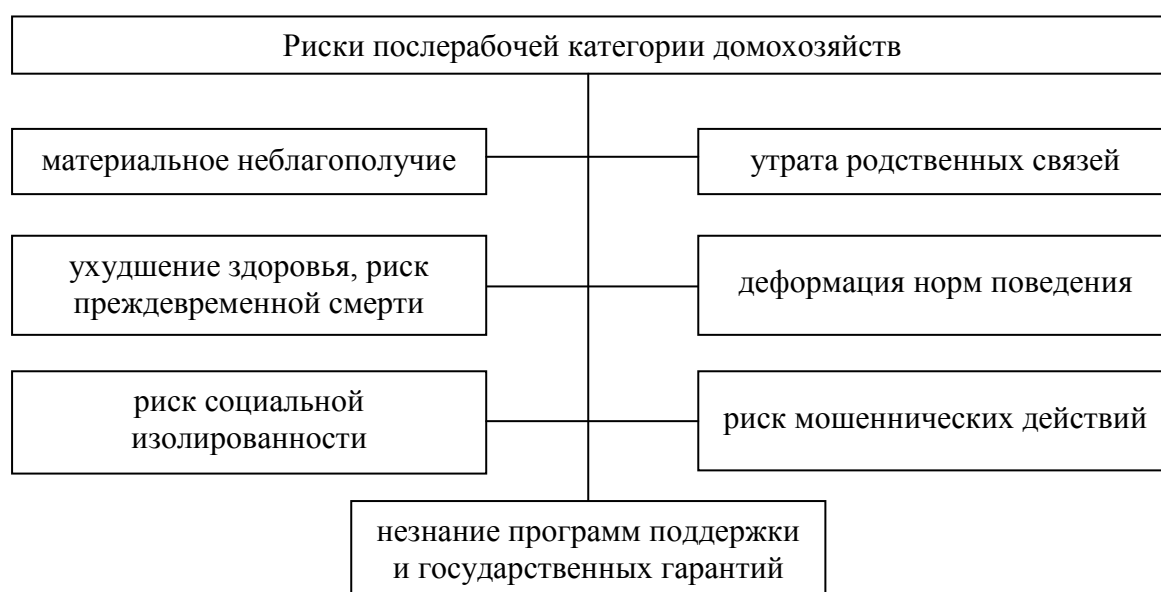 Риски послерабочей категории домохозяйств
материальное неблагополучие
утрата родственных связей
ухудшение здоровья, риск
преждевременной смерти
деформация норм поведения
риск социальной
изолированности
риск мошеннических действий
незнание программ поддержки
и государственных гарантий